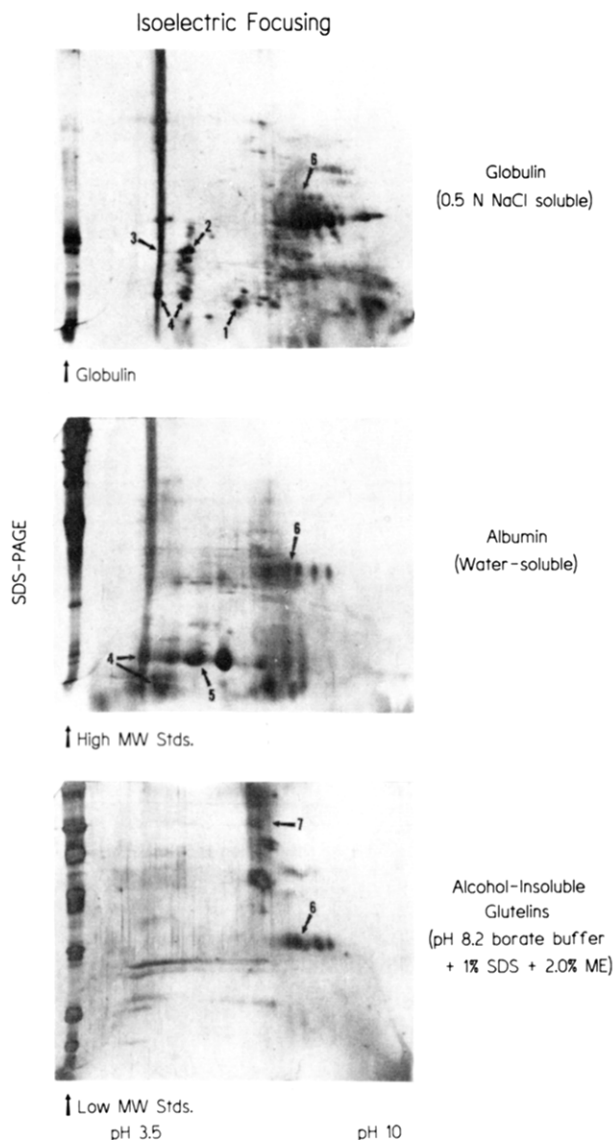 Isoelectric Focusing
6
Globulin
(0.5 N NaCl soluble)
2
3
4
1
↑ Globulin
SDS-PAGE
6
Albumin
(Water-soluble)
4
5
↑ High MW Stds.
7
6
Alcohol-Insoluble
Glutelins
(pH 8.2 borate buffer
+ 1% SDS + 2.0% ME)
↑ Low MW Stds.
pH 3.5 pH 10